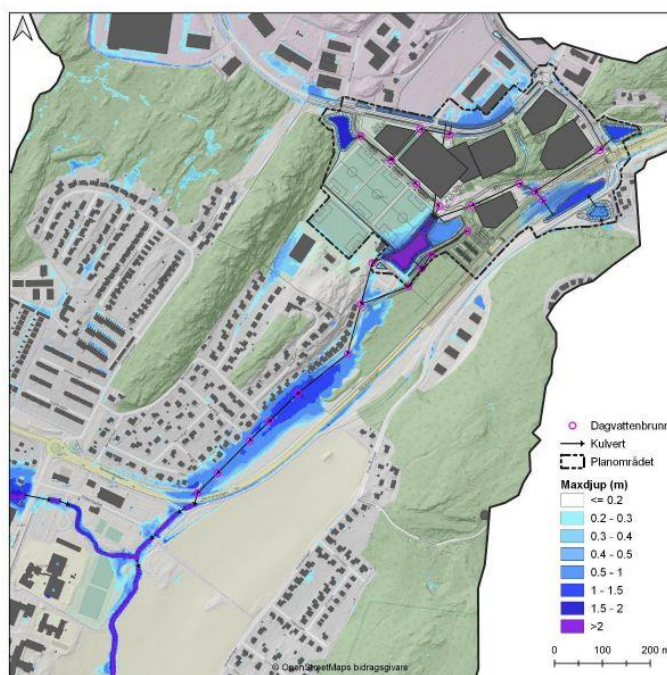 Dagvattenbrunn
Kulvert
Planområdet
Maxdjup (m)
<= 0.2
0.2 - 0.3
0.3 - 0.4
0.4 - 0.5
0.5 - 1
1 - 1.5
1.5 - 2
>2
0 100 200 m
© OpenStreetMaps bidragsgivare